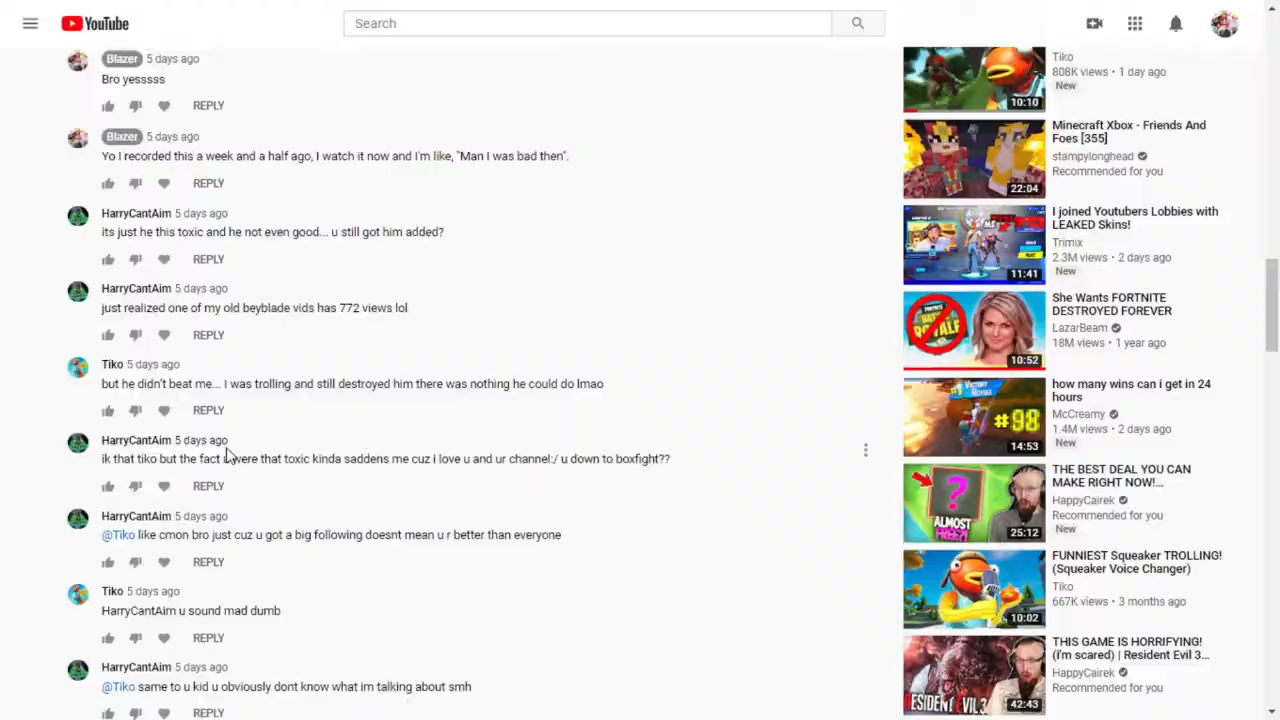 YouTube
Search
Blazer 5 days ago
Bro yesssss
REPLY
Blazer 5 days ago
Yo I recorded this a week and a half ago, I watch it now and I'm like, "Man I was bad then".
REPLY
HarryCantAim 5 days ago
its just he this toxic and he not even good... u still got him added?
REPLY
HarryCantAim 5 days ago
just realized one of my old beyblade vids has 772 views lol
REPLY
Tiko 5 days ago
but he didn't beat me... I was trolling and still destroyed him there was nothing he could do lmao
REPLY
HarryCantAim 5 days ago
ik that tiko but the fact u were that toxic kinda saddens me cuz i love u and ur channel:/ u down to boxfight??
REPLY
HarryCantAim 5 days ago
@Tiko like cmon bro just cuz u got a big following doesnt mean u r better than everyone
REPLY
Tiko 5 days ago
HarryCantAim u sound mad dumb
REPLY
HarryCantAim 5 days ago
@Tiko same to u kid u obviously dont know what im talking about smh
REPLY
Tiko
808K views • 1 day ago
New
10:10
Minecraft Xbox - Friends And
Foes [355]
stampylonghead
Recommended for you
22:04
I joined Youtubers Lobbies with
LEAKED Skins!
Trimix
2.3M views • 2 days ago
New
11:41
She Wants FORTNITE
DESTROYED FOREVER
LazarBeam
18M views • 1 year ago
10:52
how many wins can i get in 24
hours
McCreamy
1.4M views • 2 days ago
New
#1 VICTORY
ROYALE
#98
14:53
THE BEST DEAL YOU CAN
MAKE RIGHT NOW!...
HappyCairek
Recommended for you
New
?
ALMOST
FREE?
25:12
FUNNIEST Squeaker TROLLING!
(Squeaker Voice Changer)
Tiko
667K views • 3 months ago
10:02
THIS GAME IS HORRIFYING!
(i'm scared) | Resident Evil 3...
HappyCairek
Recommended for you
RESIDENT EVIL 3
42:43